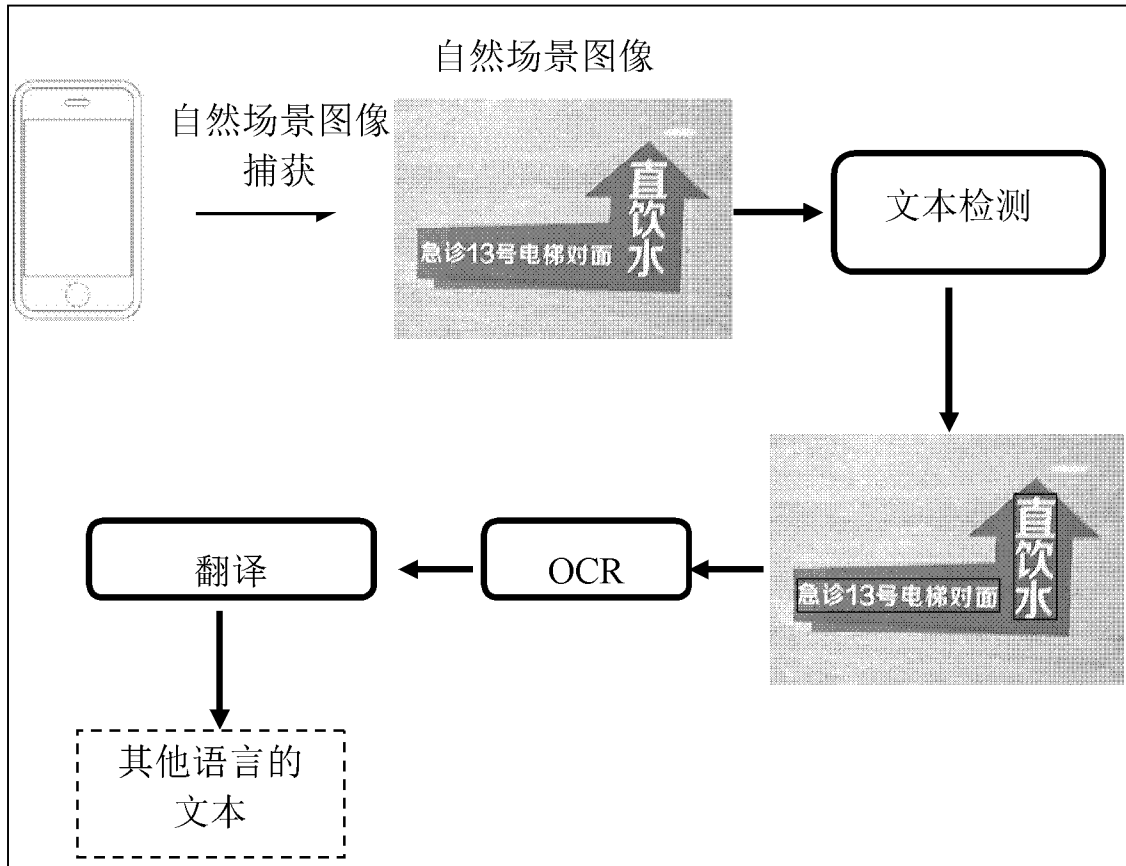 自然场景图像
自然场景图像
捕获
直饮水
急诊13号电梯对面
文本检测
直饮水
急诊13号电梯对面
OCR
翻译
其他语言的
文本